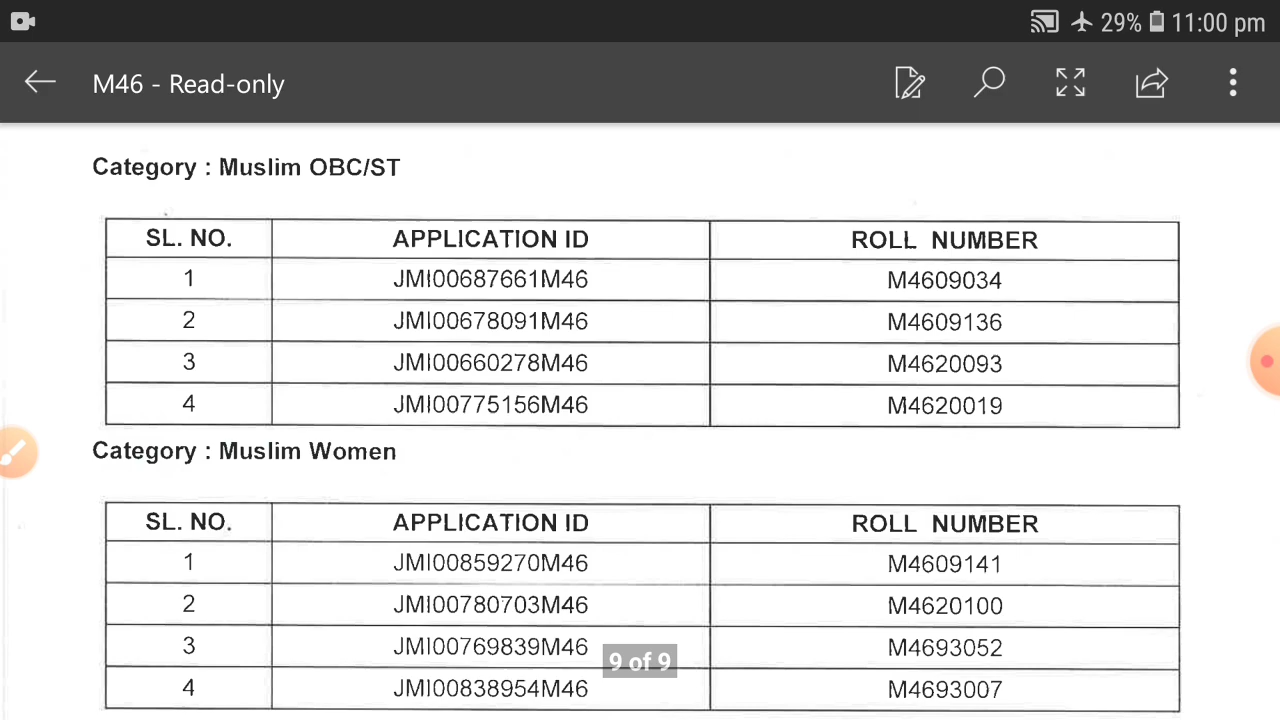 29% 11:00 pm
M46 - Read-only
Category : Muslim OBC/ST
SL. NO. APPLICATION ID ROLL NUMBER
1 JMI00687661M46 M4609034
2 JMI00678091M46 M4609136
3 JMI00660278M46 M4620093
4 JMI00775156M46 M4620019
Category : Muslim Women
SL. NO. APPLICATION ID ROLL NUMBER
1 JMI00859270M46 M4609141
2 JMI00780703M46 M4620100
3 JMI00769839M46 M4693052
9 of 9
4 JMI00838954M46 M4693007